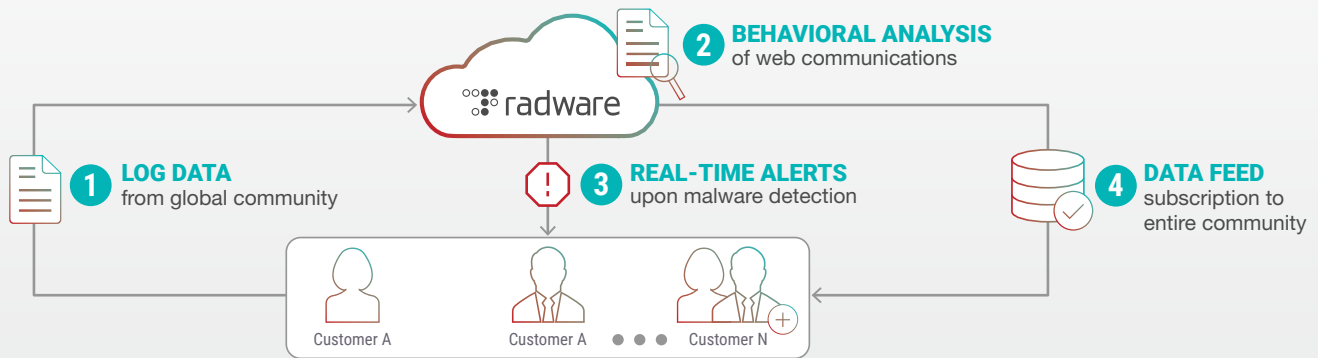 2
BEHAVIORAL ANALYSIS
of web communications
radware
1
LOG DATA
from global community
3
REAL-TIME ALERTS
upon malware detection
4
DATA FEED
subscription to
entire community
Customer A
Customer A
Customer N